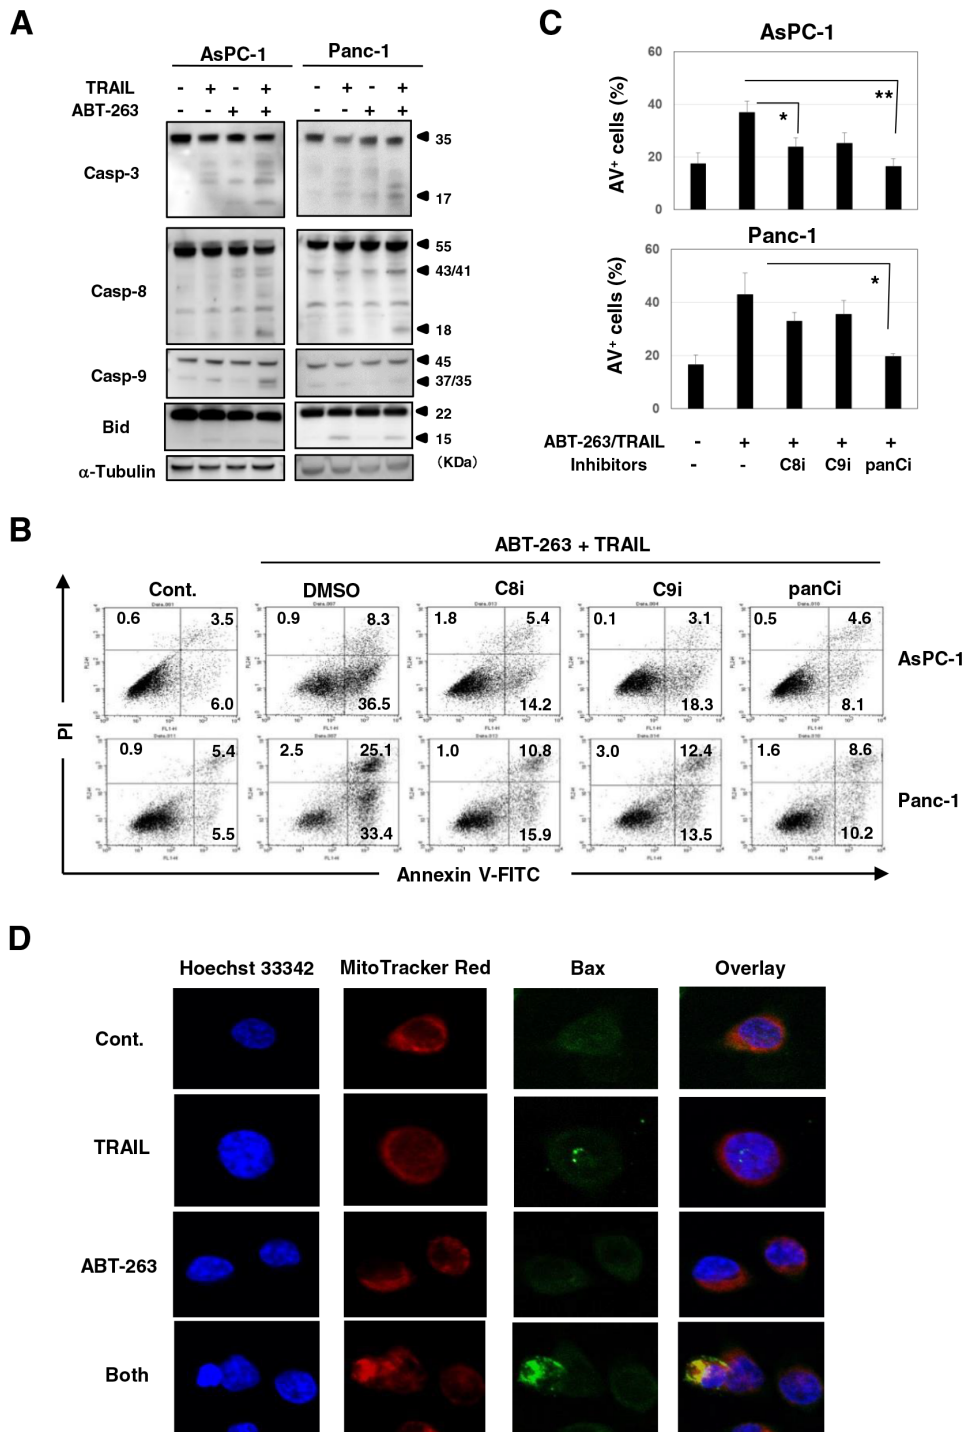 A
AsPC-1 Panc-1
TRAIL - + - + - + - +
ABT-263 - - + + - - + +
Casp-3
35
17
Casp-8
55
43/41
18
Casp-9
45
37/35
Bid
22
15
(KDa)
α-Tubulin
C
AsPC-1
AV+ cells (%)
60
40
20
0
*
**
Panc-1
AV+ cells (%)
60
40
20
0
*
ABT-263/TRAIL - + + + +
Inhibitors - - C8i C9i panCi
B
ABT-263 + TRAIL
Cont. DMSO C8i C9i panCi
0.6 3.5 0.9 8.3 1.8 5.4 0.1 3.1 0.5 4.6
AsPC-1
6.0 36.5 14.2 18.3 8.1
PI
0.9 5.4 2.5 25.1 1.0 10.8 3.0 12.4 1.6 8.6
Panc-1
5.5 33.4 15.9 13.5 10.2
Annexin V-FITC
D
Hoechst 33342 MitoTracker Red Bax Overlay
Cont.
TRAIL
ABT-263
Both